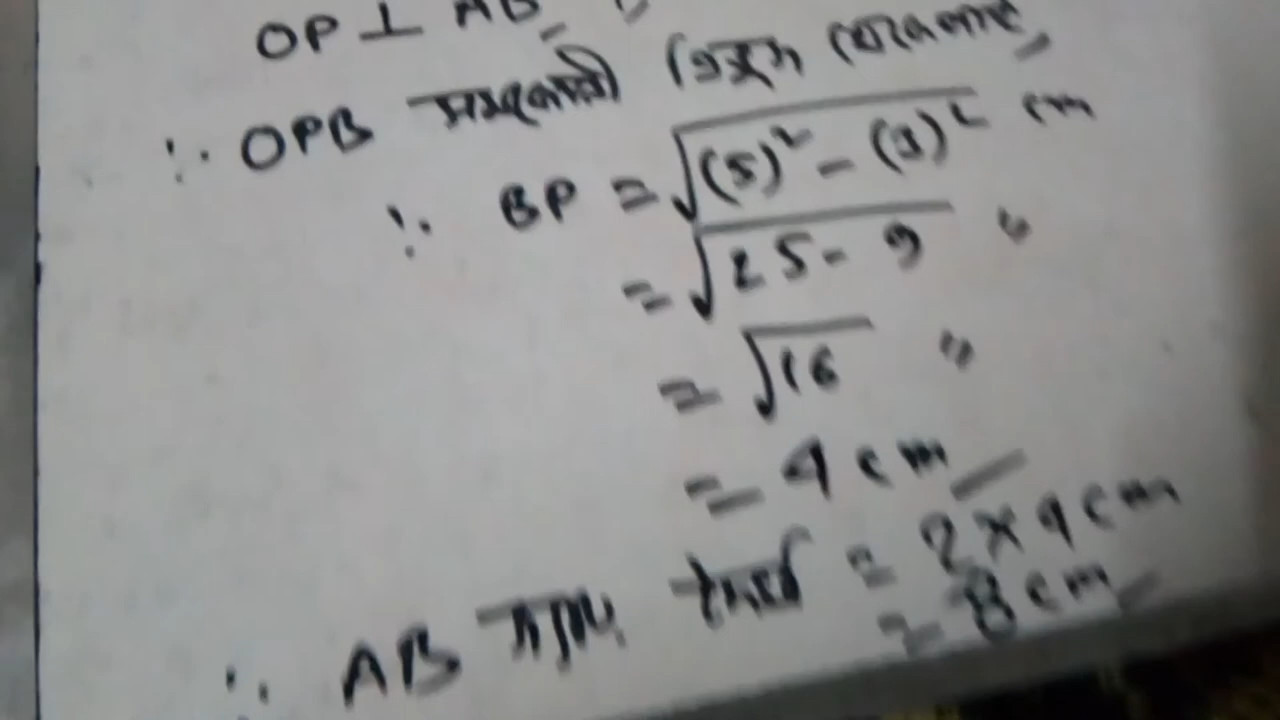 OP ⊥ AB
∴ OPB সমকোণী ত্রিভুজ
∴ BP = √(5)² - (3)² cm
= √25 - 9 "
= √16 "
= 4 cm
∴ AB দৈর্ঘ্য = 2 × 4 cm
= 8 cm